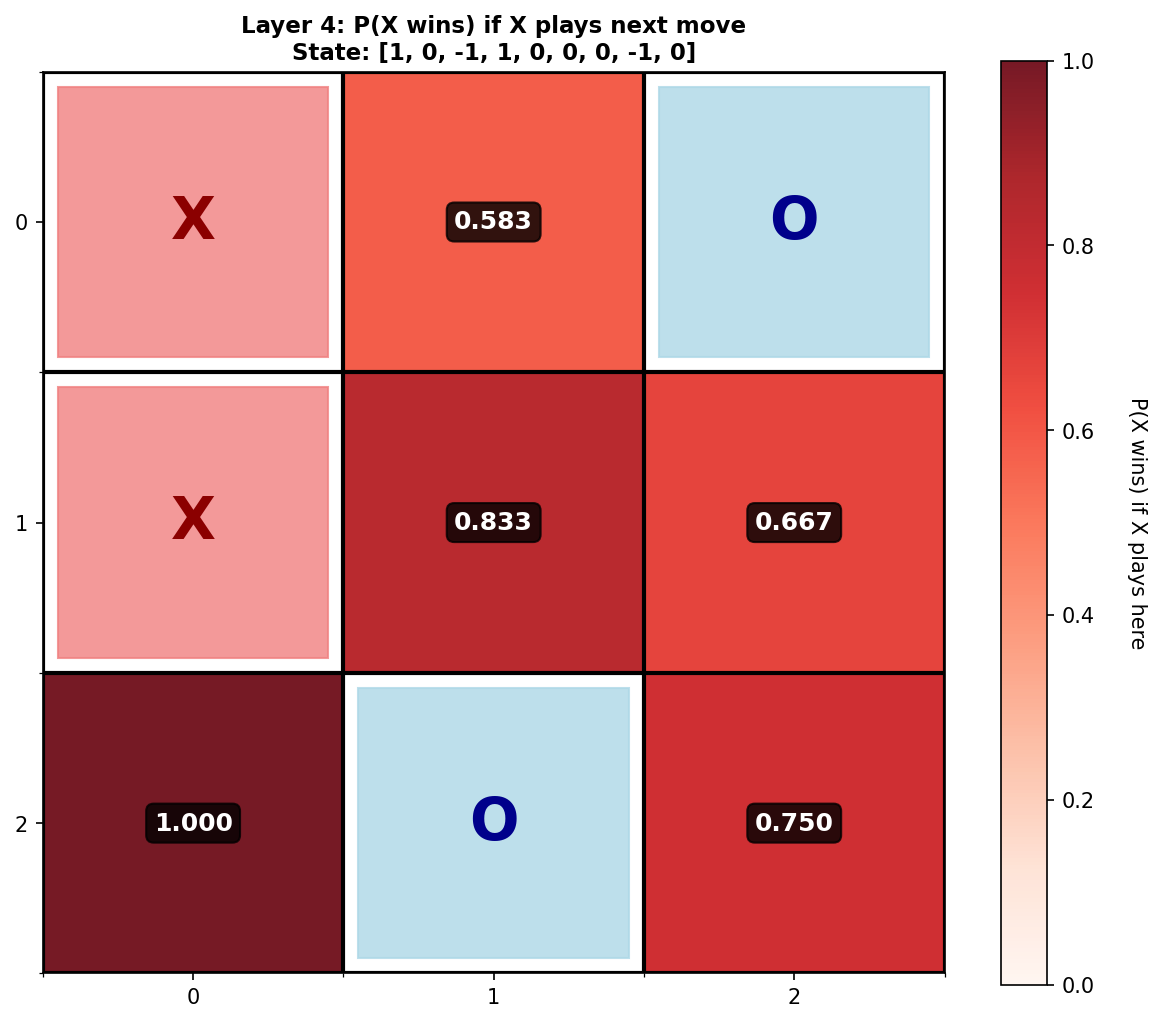 Layer 4: P(X wins) if X plays next move
State: [1, 0, -1, 1, 0, 0, 0, -1, 0]
X
0.583
O
X
0.833
0.667
1.000
O
0.750
0
1
2
0
1
2
1.0
0.8
0.6
0.4
0.2
0.0
P(X wins) if X plays here